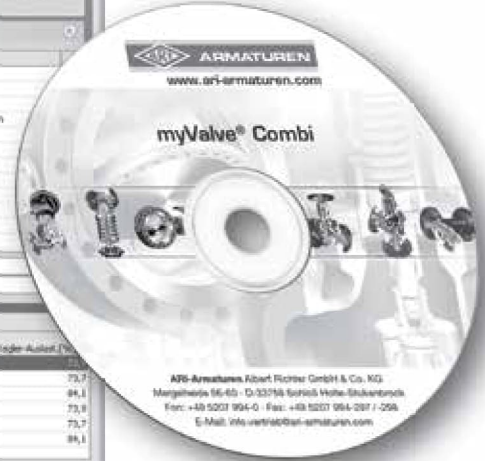 ARI ARMATUREN
www.ari-armaturen.com
myValve® Combi
ARI-Armaturen Albert Richter GmbH & Co. KG
Mergelheide 56-60 · D-33758 Schloß Holte-Stukenbrock
Fon: +49 5207 994-0 · Fax: +49 5207 994-297 / -298
E-Mail: info.vertrieb@ari-armaturen.com
73,7
84,1
73,9
73,7
84,1